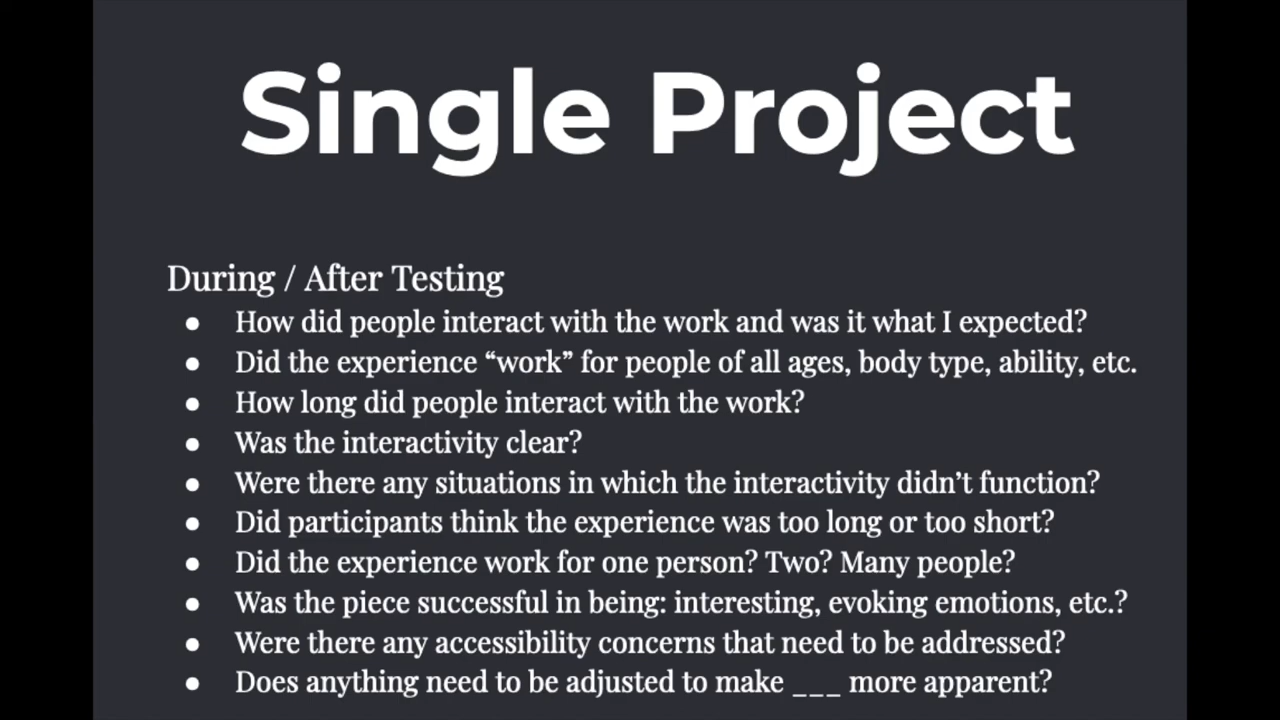 Single Project
During / After Testing
● How did people interact with the work and was it what I expected?
● Did the experience “work” for people of all ages, body type, ability, etc.
● How long did people interact with the work?
● Was the interactivity clear?
● Were there any situations in which the interactivity didn’t function?
● Did participants think the experience was too long or too short?
● Did the experience work for one person? Two? Many people?
● Was the piece successful in being: interesting, evoking emotions, etc.?
● Were there any accessibility concerns that need to be addressed?
● Does anything need to be adjusted to make ___ more apparent?